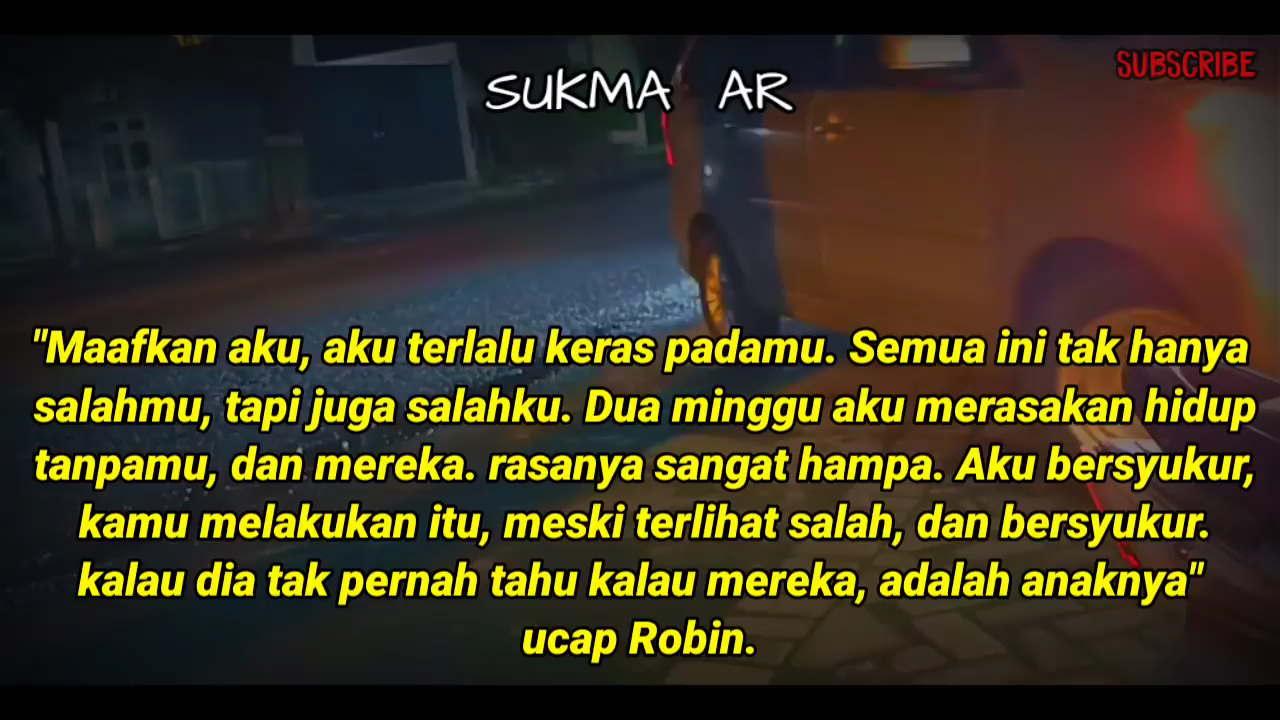 SUBSCRIBE
SUKMA AR
"Maafkan aku, aku terlalu keras padamu. Semua ini tak hanya
salahmu, tapi juga salahku. Dua minggu aku merasakan hidup
tanpamu, dan mereka. rasanya sangat hampa. Aku bersyukur,
kamu melakukan itu, meski terlihat salah, dan bersyukur.
kalau dia tak pernah tahu kalau mereka, adalah anaknya"
ucap Robin.